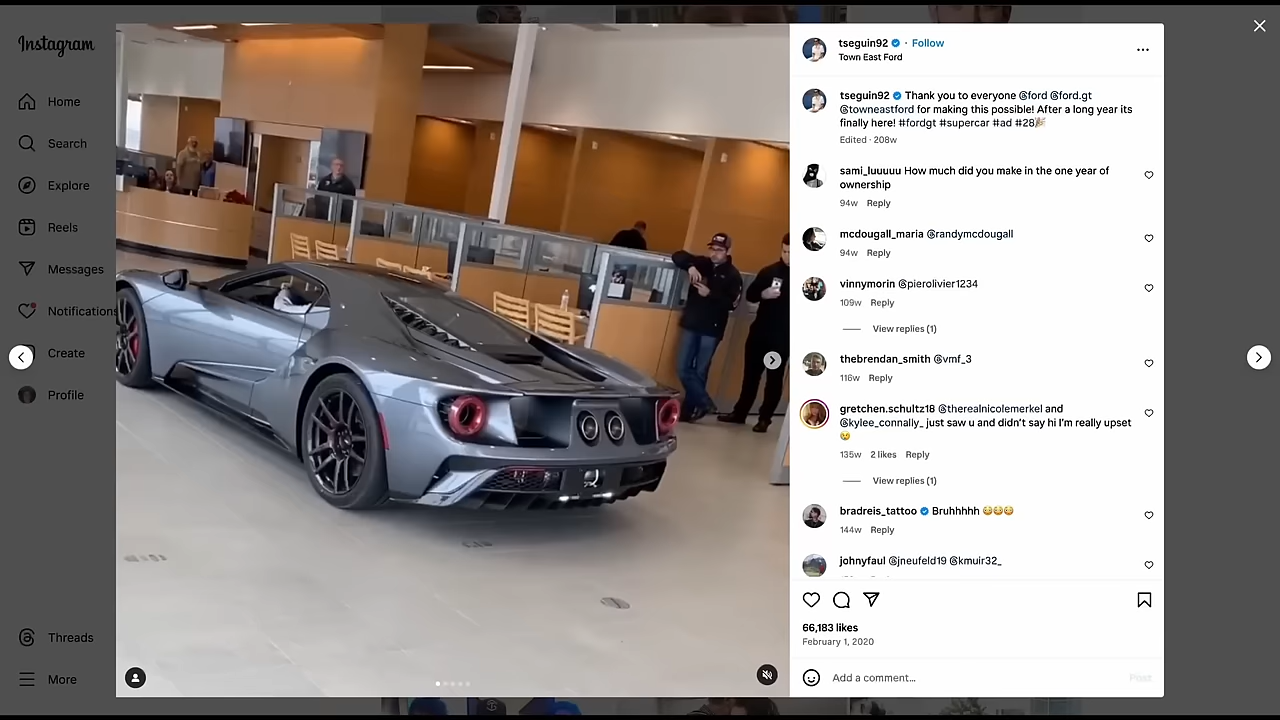 Instagram
Home
Search
Explore
Reels
Messages
Notifications
Create
Profile
Threads
More
tseguin92 · Follow
Town East Ford
tseguin92 Thank you to everyone @ford @ford.gt
@towneastford for making this possible! After a long year its
finally here! #fordgt #supercar #ad #28🎉
Edited · 208w
sami_luuuuu How much did you make in the one year of
ownership
94w Reply
mcdougall_maria @randymcdougall
94w Reply
vinnymorin @pierolivier1234
109w Reply
View replies (1)
thebrendan_smith @vmf_3
116w Reply
gretchen.schultz18 @therealnicolemerkel and
@kylee_connally_ just saw u and didn't say hi I'm really upset
😢
135w 2 likes Reply
View replies (1)
bradreis_tattoo Bruhhhhh 😳😳😳
144w Reply
johnyfaul @jneufeld19 @kmuir32_
66,183 likes
February 1, 2020
Add a comment...
Post